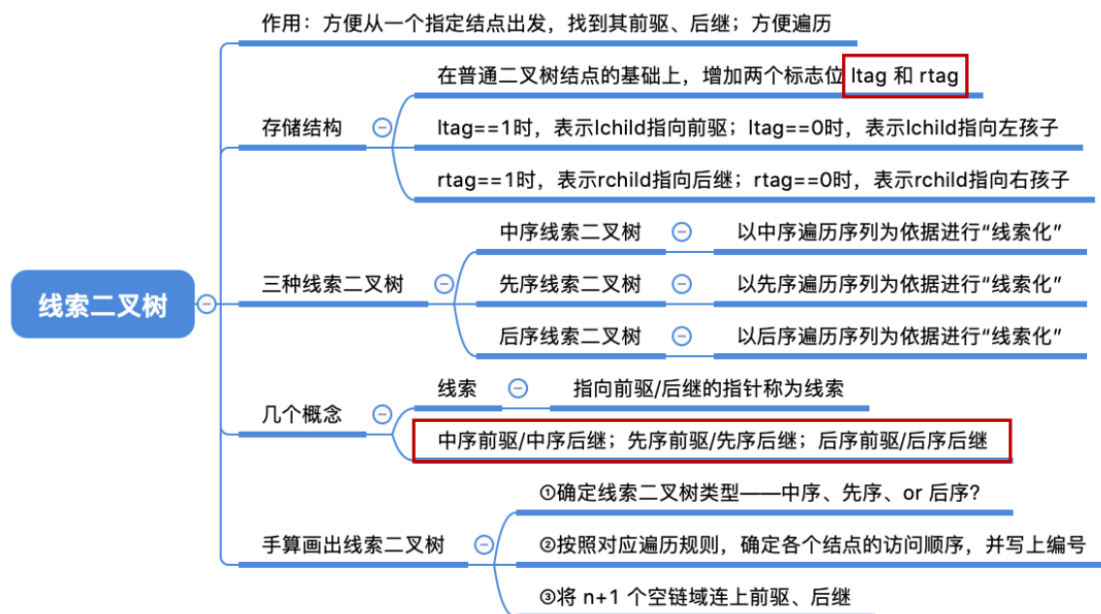 作用：方便从一个指定结点出发，找到其前驱、后继；方便遍历
在普通二叉树结点的基础上，增加两个标志位 ltag 和 rtag
存储结构
ltag==1时，表示lchild指向前驱；ltag==0时，表示lchild指向左孩子
rtag==1时，表示rchild指向后继；rtag==0时，表示rchild指向右孩子
线索二叉树
三种线索二叉树
中序线索二叉树
以中序遍历序列为依据进行“线索化”
先序线索二叉树
以先序遍历序列为依据进行“线索化”
后序线索二叉树
以后序遍历序列为依据进行“线索化”
几个概念
线索
指向前驱/后继的指针称为线索
中序前驱/中序后继；先序前驱/先序后继；后序前驱/后序后继
手算画出线索二叉树
①确定线索二叉树类型——中序、先序、or 后序？
②按照对应遍历规则，确定各个结点的访问顺序，并写上编号
③将 n+1 个空链域连上前驱、后继